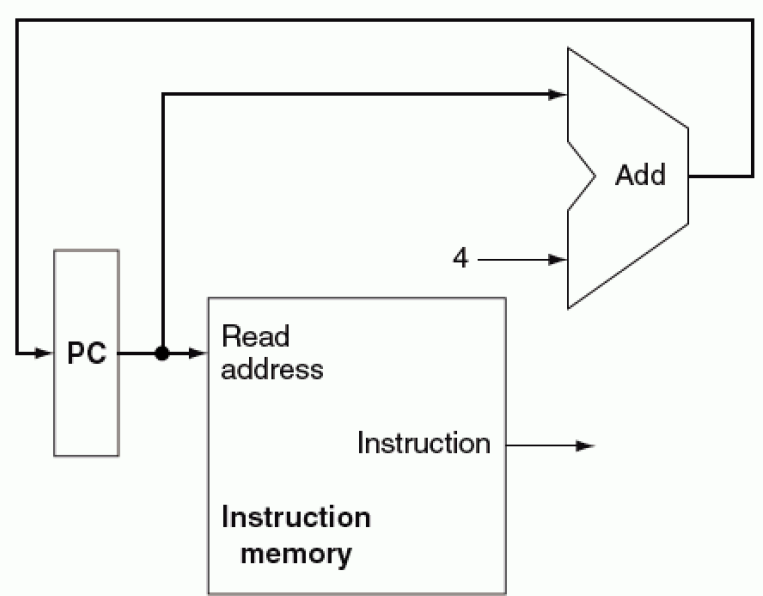 Add
4
PC
Read
address
Instruction
Instruction
memory